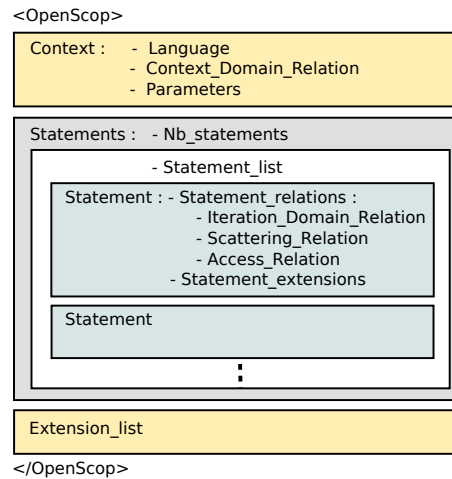 <OpenScop>
Context : - Language
- Context_Domain_Relation
- Parameters
Statements : - Nb_statements
- Statement_list
Statement : - Statement_relations :
- Iteration_Domain_Relation
- Scattering_Relation
- Access_Relation
- Statement_extensions
Statement
Extension_list
</OpenScop>